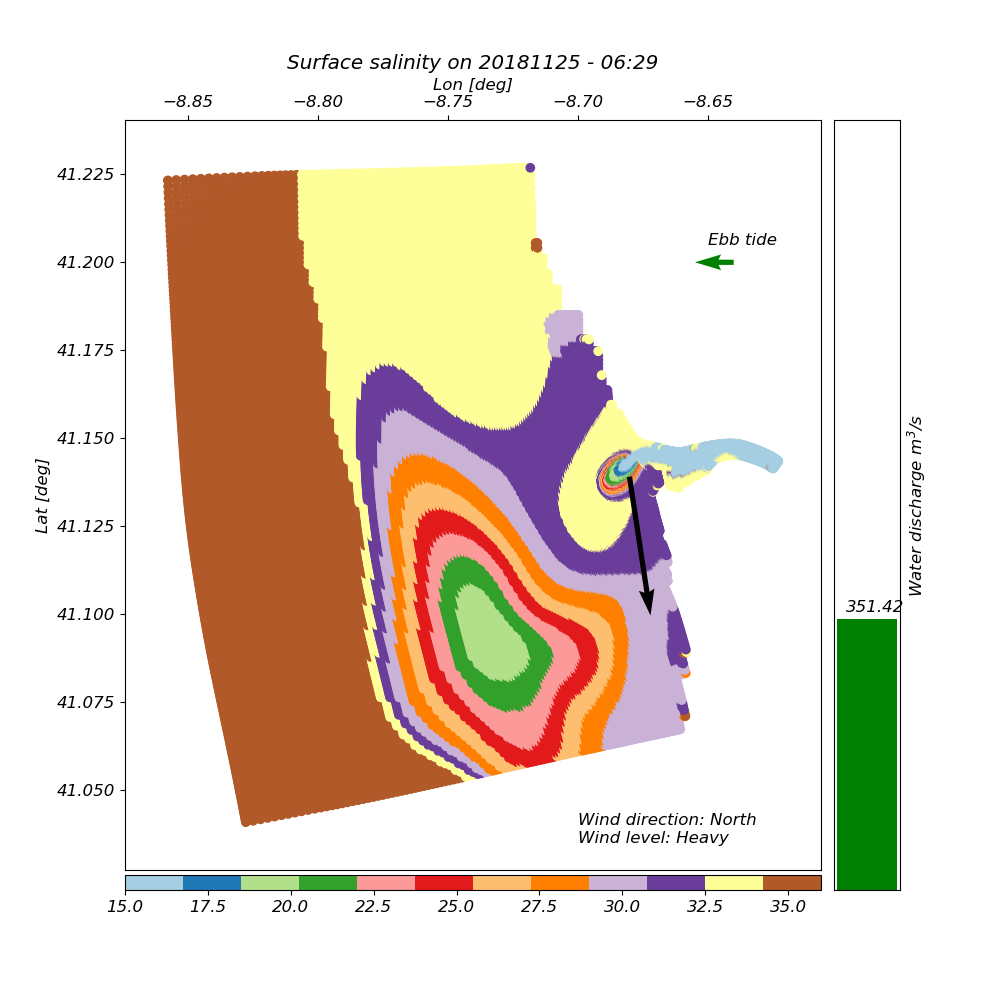 Surface salinity on 20181125 - 06:29
Lon [deg]
−8.85 −8.80 −8.75 −8.70 −8.65
41.225
41.200
41.175
41.150
41.125
41.100
41.075
41.050
Lat [deg]
Ebb tide
Wind direction: North
Wind level: Heavy
351.42
Water discharge m³/s
15.0 17.5 20.0 22.5 25.0 27.5 30.0 32.5 35.0